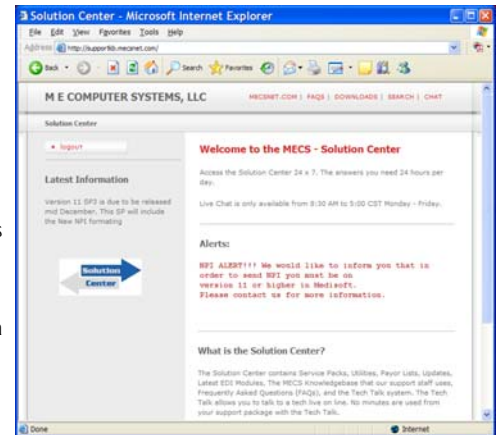 Solution Center - Microsoft Internet Explorer
File Edit View Favorites Tools Help
Address http://supportkb.mecsnet.com/
Back Search Favorites
M E COMPUTER SYSTEMS, LLC
MECSNET.COM | FAQS | DOWNLOADS | SEARCH | CHAT
Solution Center
logout
Latest Information
Version 11 SP3 is due to be released
mid December. This SP will include
the New NPI formating
Solution
Center
Welcome to the MECS - Solution Center
Access the Solution Center 24 x 7. The answers you need 24 hours per
day.
Live Chat is only available from 8:30 AM to 5:00 CST Monday - Friday.
Alerts:
NPI ALERT!!! We would like to inform you that in
order to send NPI you must be on
version 11 or higher in Medisoft.
Please contact us for more information.
What is the Solution Center?
The Solution Center contains Service Packs, Utilities, Payor Lists, Updates,
Latest EDI Modules, The MECS Knowledgebase that our support staff uses,
Frequently Asked Questions (FAQs), and the Tech Talk system. The Tech
Talk allows you to talk to a tech live on line. No minutes are used from
your support package with the Tech Talk.
Done
Internet